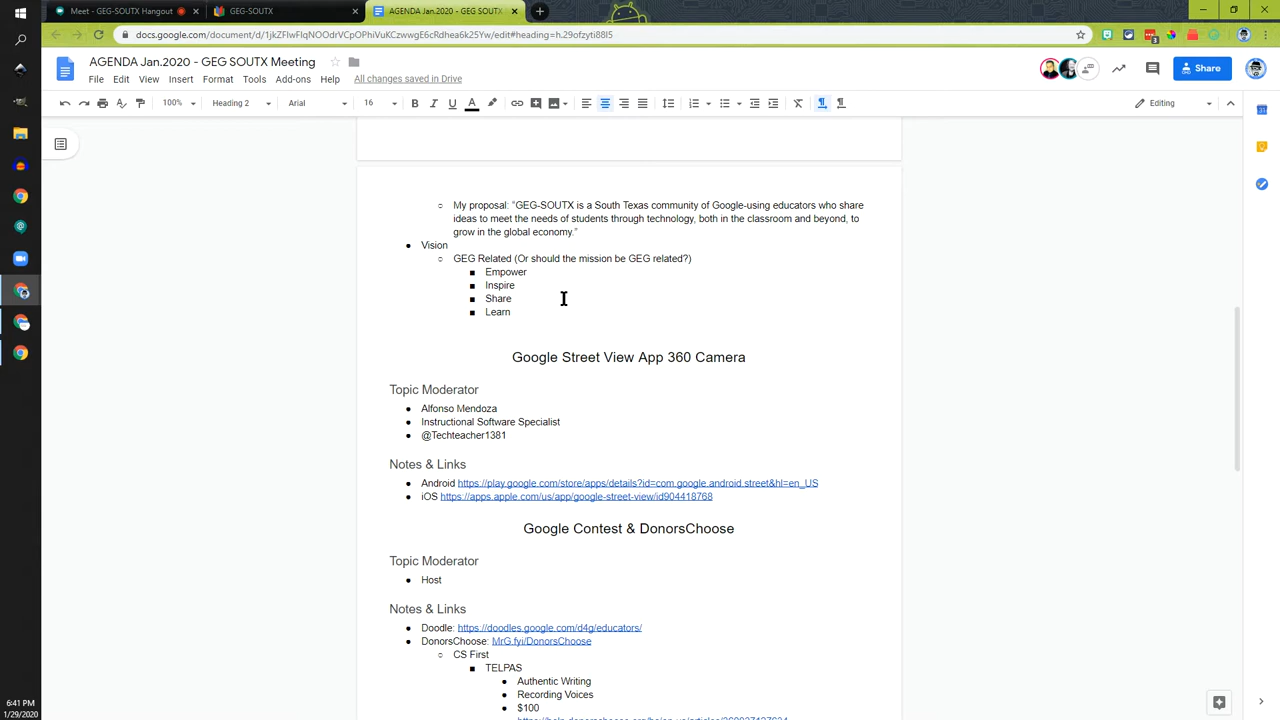 Meet - GEG-SOUTX Hangout
GEG-SOUTX
AGENDA Jan.2020 - GEG SOUTX
docs.google.com/document/d/1jkZFlwFlqNOOdrVCpOPhiVuKCzwwgE6cRdhea6k25Yw/edit#heading=h.29ofzyti88l5
AGENDA Jan.2020 - GEG SOUTX Meeting
File Edit View Insert Format Tools Add-ons Help All changes saved in Drive
Share
100% Heading 2 Arial 16 Editing
○ My proposal: "GEG-SOUTX is a South Texas community of Google-using educators who share
ideas to meet the needs of students through technology, both in the classroom and beyond, to
grow in the global economy."
● Vision
○ GEG Related (Or should the mission be GEG related?)
■ Empower
■ Inspire
■ Share
■ Learn
Google Street View App 360 Camera
Topic Moderator
● Alfonso Mendoza
● Instructional Software Specialist
● @Techteacher1381
Notes & Links
● Android https://play.google.com/store/apps/details?id=com.google.android.street&hl=en_US
● iOS https://apps.apple.com/us/app/google-street-view/id904418768
Google Contest & DonorsChoose
Topic Moderator
● Host
Notes & Links
● Doodle: https://doodles.google.com/d4g/educators/
● DonorsChoose: MrG.fyi/DonorsChoose
○ CS First
■ TELPAS
● Authentic Writing
● Recording Voices
● $100
6:41 PM
1/29/2020